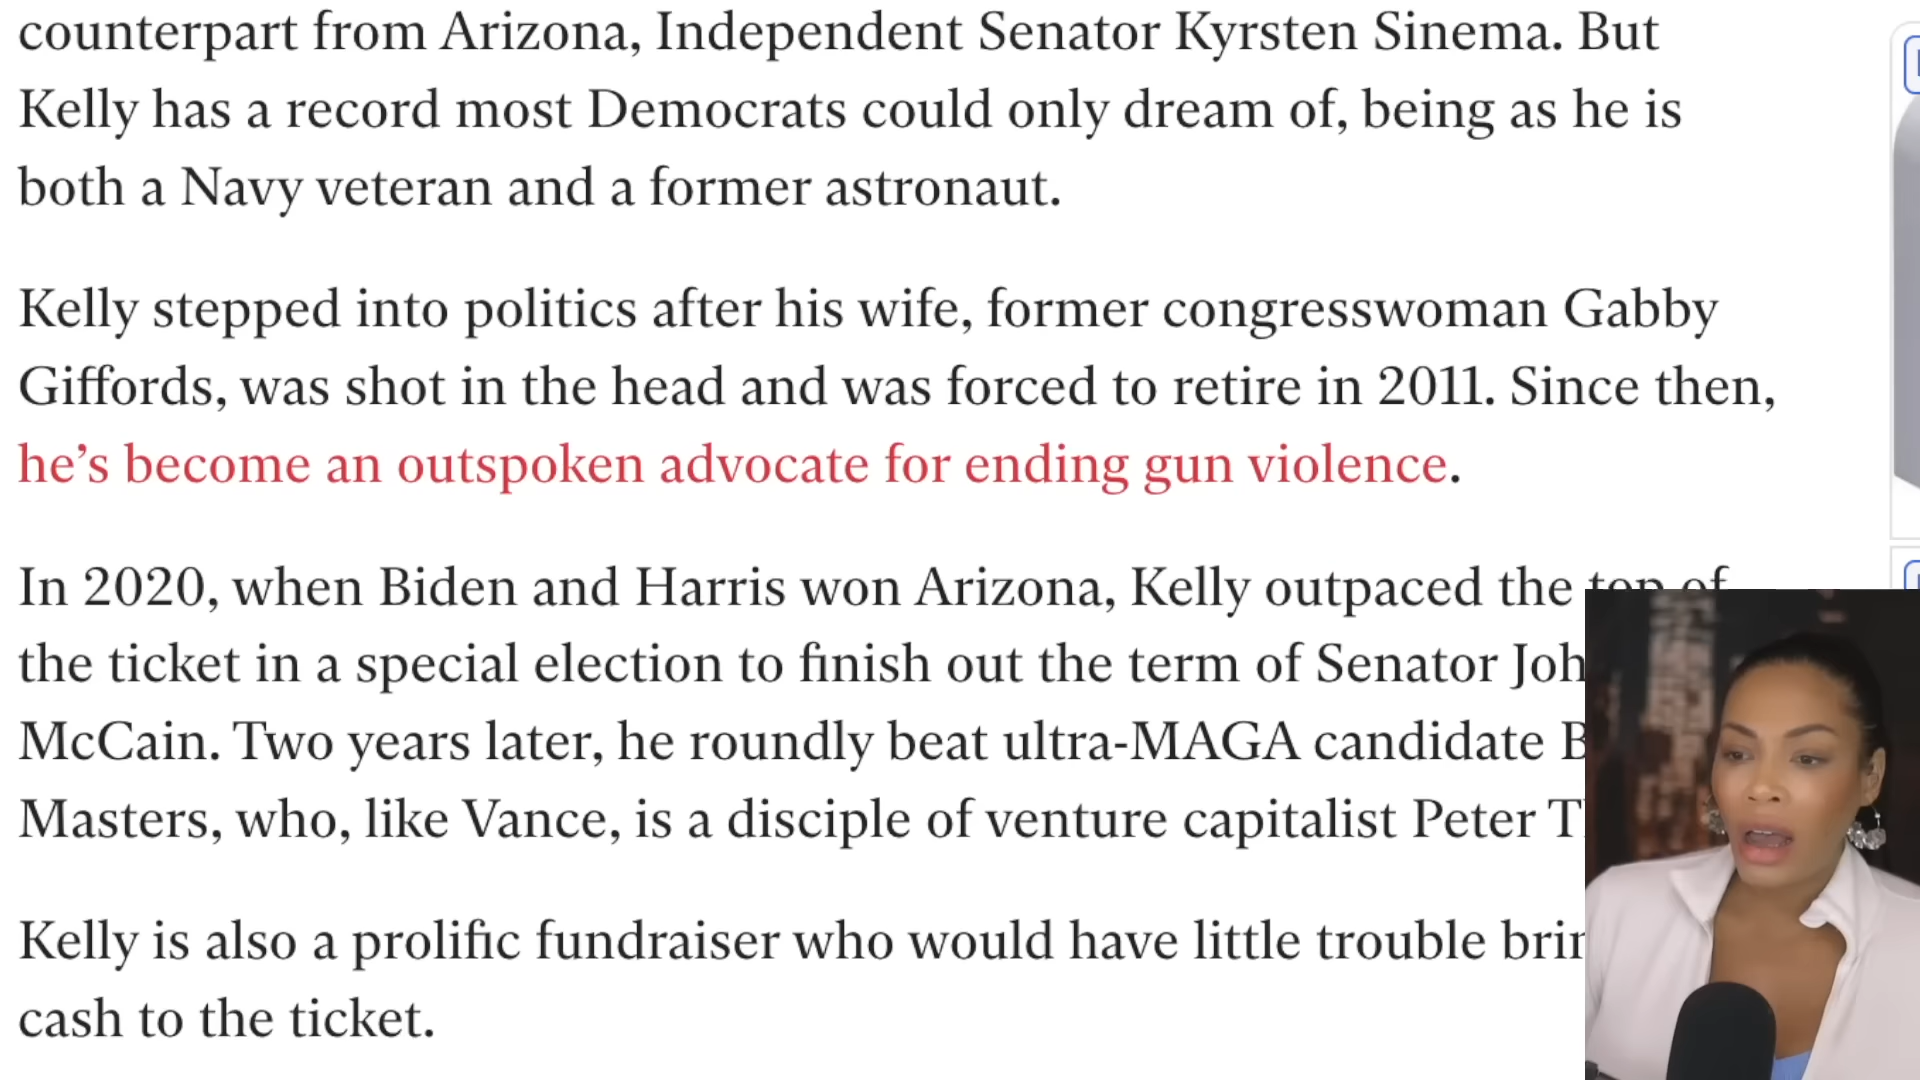 counterpart from Arizona, Independent Senator Kyrsten Sinema. But
Kelly has a record most Democrats could only dream of, being as he is
both a Navy veteran and a former astronaut.
Kelly stepped into politics after his wife, former congresswoman Gabby
Giffords, was shot in the head and was forced to retire in 2011. Since then,
he's become an outspoken advocate for ending gun violence.
In 2020, when Biden and Harris won Arizona, Kelly outpaced the top of
the ticket in a special election to finish out the term of Senator Joh
McCain. Two years later, he roundly beat ultra-MAGA candidate B
Masters, who, like Vance, is a disciple of venture capitalist Peter T
Kelly is also a prolific fundraiser who would have little trouble brin
cash to the ticket.